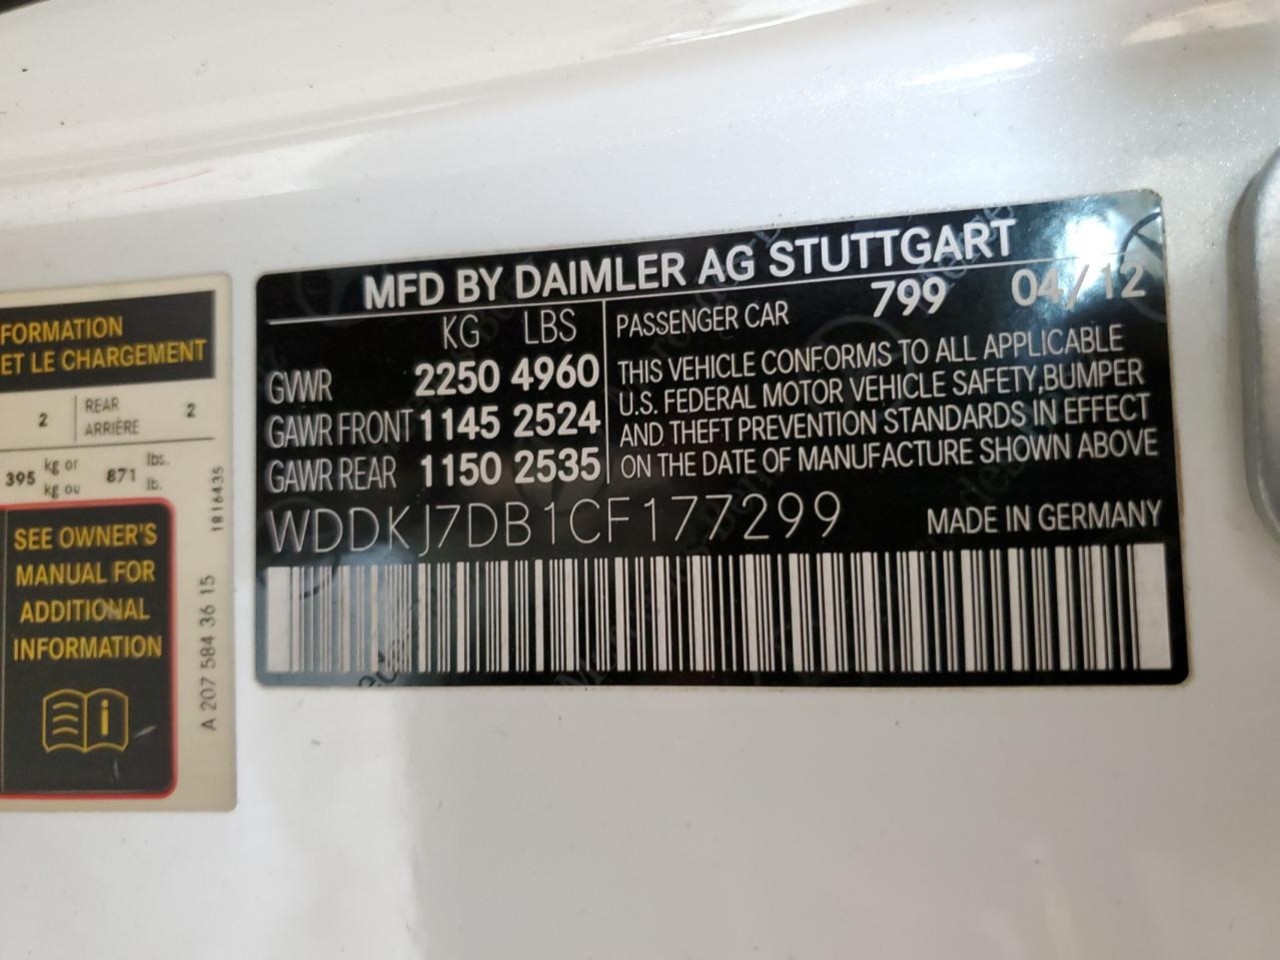 FORMATION
ET LE CHARGEMENT
2 REAR ARRIÈRE 2
395 kg or kg ou 871 lbs. lb.
SEE OWNER'S
MANUAL FOR
ADDITIONAL
INFORMATION
i
1816435
A 207 584 36 15
MFD BY DAIMLER AG STUTTGART
KG LBS
GVWR 2250 4960
GAWR FRONT 1145 2524
GAWR REAR 1150 2535
PASSENGER CAR 799 04/12
THIS VEHICLE CONFORMS TO ALL APPLICABLE
U.S. FEDERAL MOTOR VEHICLE SAFETY,BUMPER
AND THEFT PREVENTION STANDARDS IN EFFECT
ON THE DATE OF MANUFACTURE SHOWN ABOVE
WDDKJ7DB1CF177299 MADE IN GERMANY